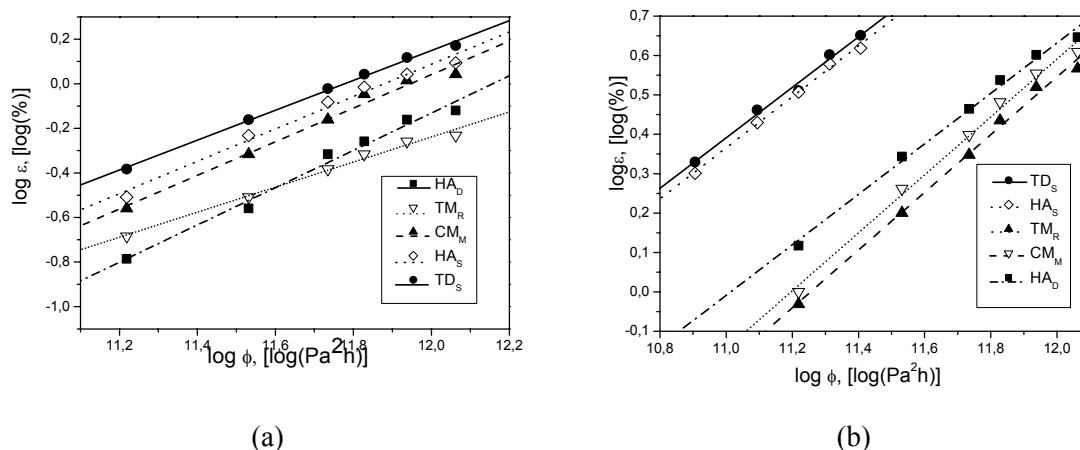 0,2
0,0
-0,2
-0,4
-0,6
-0,8
-1,0
log ε, [log(%)]
11,2 11,4 11,6 11,8 12,0 12,2
log ϕ, [log(Pa²h)]
HA_D
TM_R
CM_M
HA_S
TD_S
(a)
0,7
0,6
0,5
0,4
0,3
0,2
0,1
0,0
-0,1
logε, [log(%)]
10,8 11,0 11,2 11,4 11,6 11,8 12,0
log ϕ, [log(Pa²h)]
TD_S
HA_S
TM_R
CM_M
HA_D
(b)